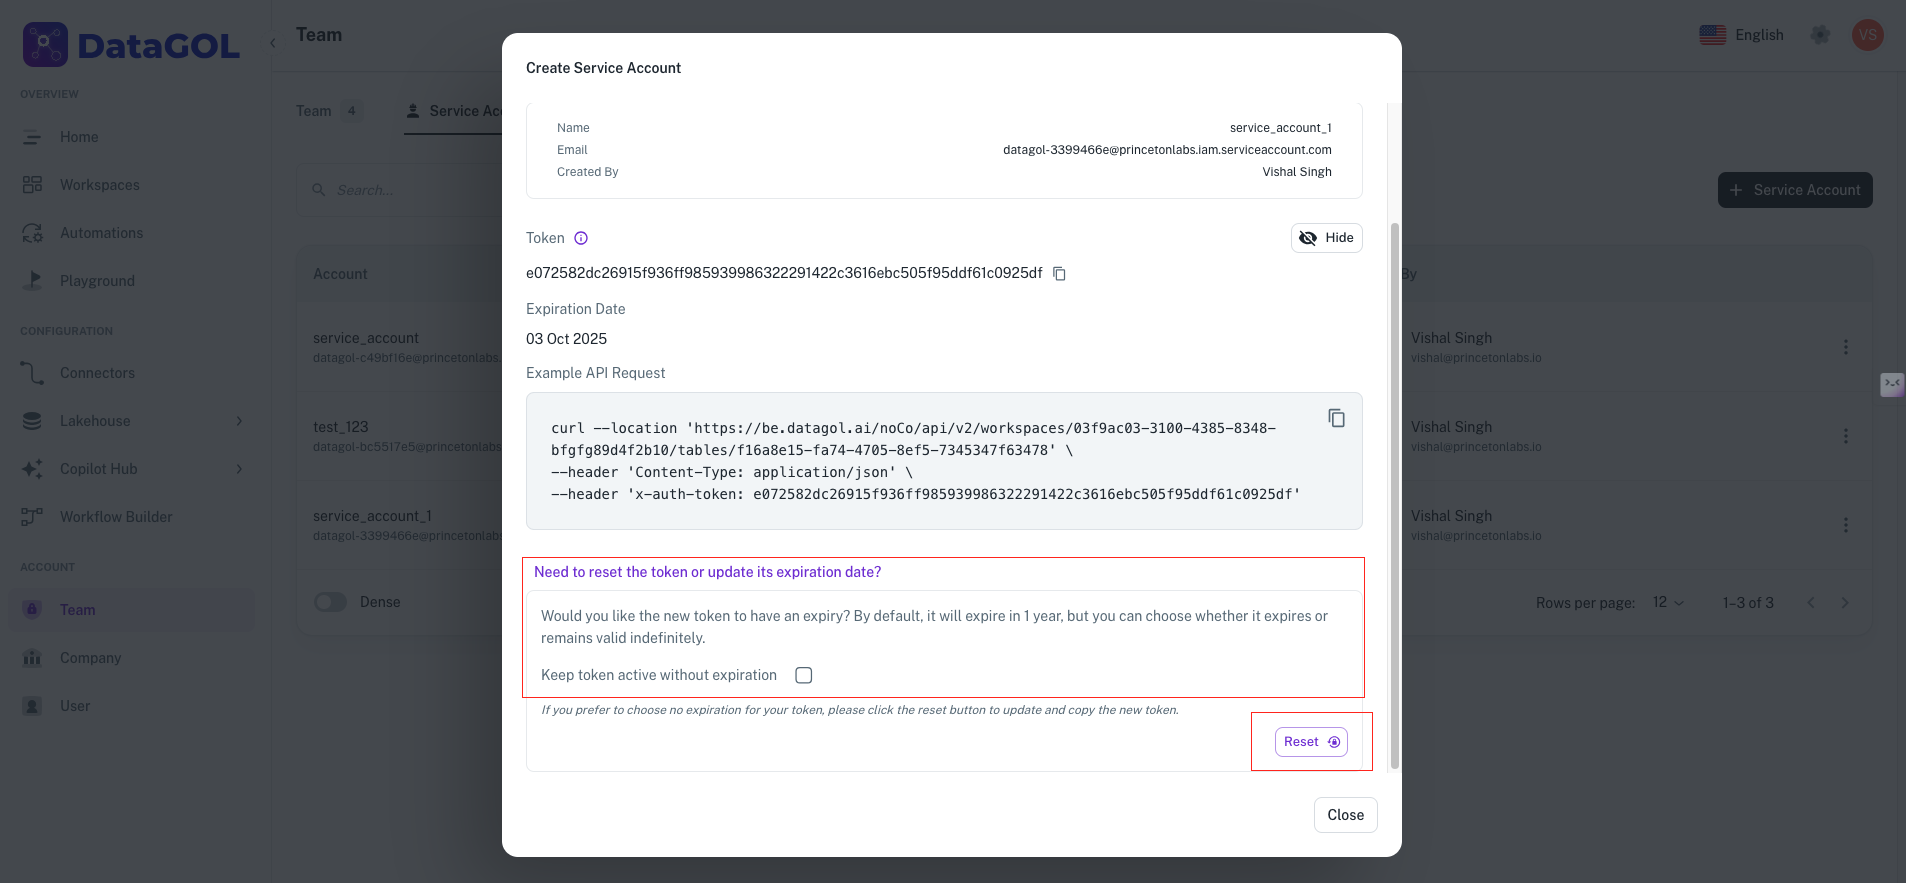 DataGOL
Team
English
VS
OVERVIEW
Home
Workspaces
Automations
Playground
CONFIGURATION
Connectors
Lakehouse
Copilot Hub
Workflow Builder
ACCOUNT
Team
Company
User
Team 4
Service Acc
Search...
Service Account
Account
By
service_account
datagol-c49bf16e@princetonlabs.
Vishal Singh
vishal@princetonlabs.io
test_123
datagol-bc5517e5@princetonlabs
Vishal Singh
vishal@princetonlabs.io
service_account_1
datagol-3399466e@princetonlabs
Vishal Singh
vishal@princetonlabs.io
Dense
Rows per page: 12
1–3 of 3
Create Service Account
Name service_account_1
Email datagol-3399466e@princetonlabs.iam.serviceaccount.com
Created By Vishal Singh
Token
Hide
e072582dc26915f936ff985939986322291422c3616ebc505f95ddf61c0925df
Expiration Date
03 Oct 2025
Example API Request
curl --location 'https://be.datagol.ai/noCo/api/v2/workspaces/03f9ac03-3100-4385-8348-
bfgfg89d4f2b10/tables/f16a8e15-fa74-4705-8ef5-7345347f63478' \
--header 'Content-Type: application/json' \
--header 'x-auth-token: e072582dc26915f936ff985939986322291422c3616ebc505f95ddf61c0925df'
Need to reset the token or update its expiration date?
Would you like the new token to have an expiry? By default, it will expire in 1 year, but you can choose whether it expires or
remains valid indefinitely.
Keep token active without expiration
If you prefer to choose no expiration for your token, please click the reset button to update and copy the new token.
Reset
Close